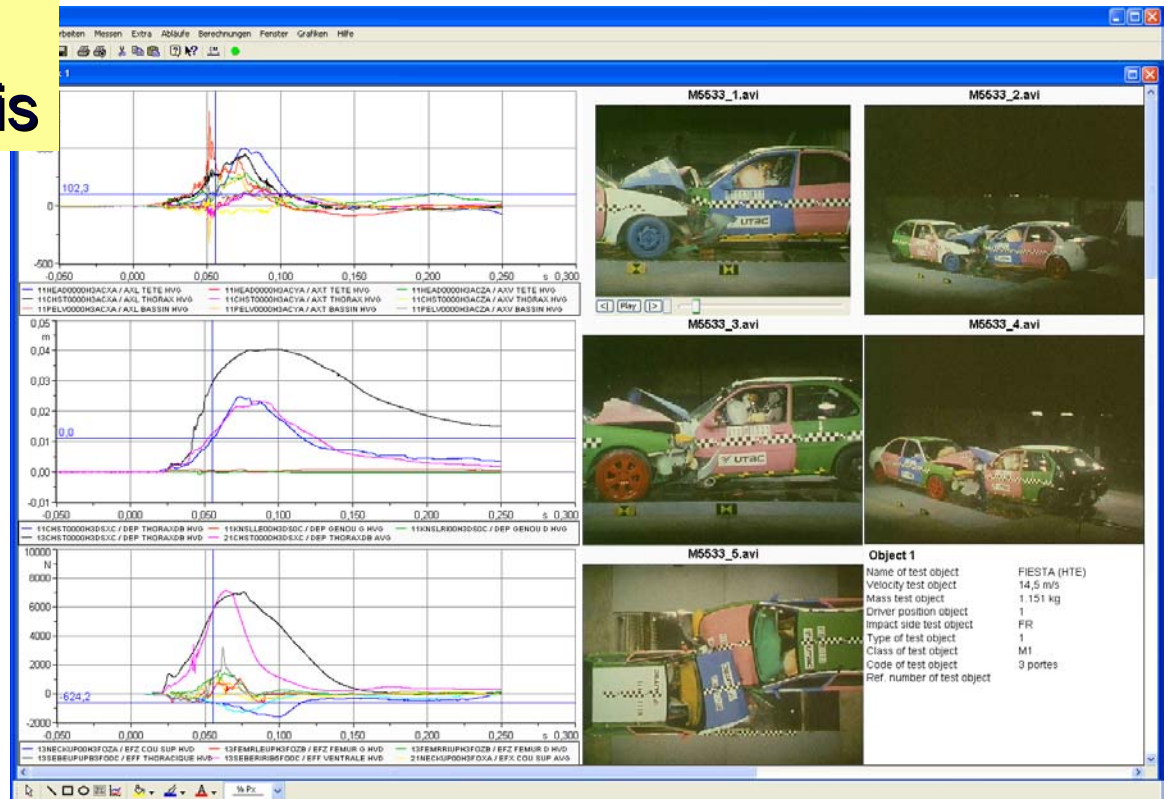 is
Messen Extra Abläufe Berechnungen Fenster Grafiken Hilfe
M5533_1.avi
M5533_2.avi
102,3
0
-500
-0,050 0,000 0,050 0,100 0,150 0,200 0,250 s 0,300
11HEAD0000H3ACXA / AXL TETE HVG 11HEAD0000H3ACYA / AXT TETE HVG 11HEAD0000H3ACZA / AXV TETE HVG
11CHST0000H3ACXA / AXL THORAX HVG 11CHST0000H3ACYA / AXT THORAX HVG 11CHST0000H3ACZA / AXV THORAX HVG
11PELV0000H3ACXA / AXL BASSIN HVG 11PELV0000H3ACYA / AXT BASSIN HVG 11PELV0000H3ACZA / AXV BASSIN HVG
UTAC
<| Play |>
M5533_3.avi
M5533_4.avi
0,05
m
0,04
0,03
0,02
0,0
0,01
0,00
-0,01
-0,050 0,000 0,050 0,100 0,150 0,200 0,250 s 0,300
11CHST0000H3DSXC / DEP THORAXDB HVG 11KNSLLE00H3DS0C / DEP GENOU G HVG 11KNSLRI00H3DS0C / DEP GENOU D HVG
13CHST0000H3DSXC / DEP THORAXDB HVD 21CHST0000H3DSXC / DEP THORAXDB AVG
UTAC
M5533_5.avi
10000
N
8000
6000
4000
2000
0
-624,2
-2000
-0,050 0,000 0,050 0,100 0,150 0,200 0,250 s 0,300
13NECKUP00H3FOZA / EFZ COU SUP HVD 13FEMRLEUPH3FOZB / EFZ FEMUR G HVD 13FEMRRIUPH3FOZB / EFZ FEMUR D HVD
13SEBEUPUPB3FO0C / EFF THORACIQUE HVD 13SEBERIRIB6FO0C / EFF VENTRALE HVD 21NECKUP00H3FOXA / EFX COU SUP AVG
Object 1
Name of test object FIESTA (HTE)
Velocity test object 14,5 m/s
Mass test object 1.151 kg
Driver position object 1
Impact side test object FR
Type of test object 1
Class of test object M1
Code of test object 3 portes
Ref. number of test object
¼ Px